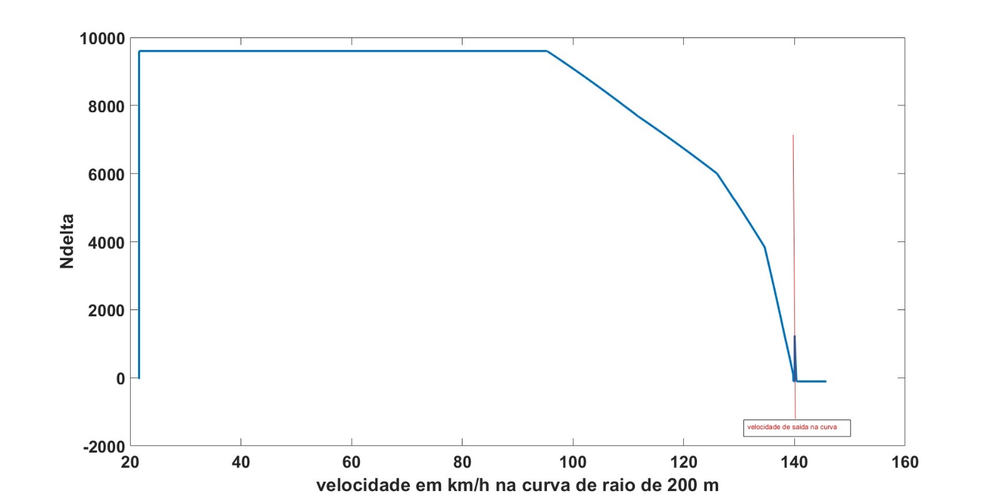 10000
8000
6000
4000
2000
0
-2000
Ndelta
20 40 60 80 100 120 140 160
velocidade em km/h na curva de raio de 200 m
velocidade de saida na curva